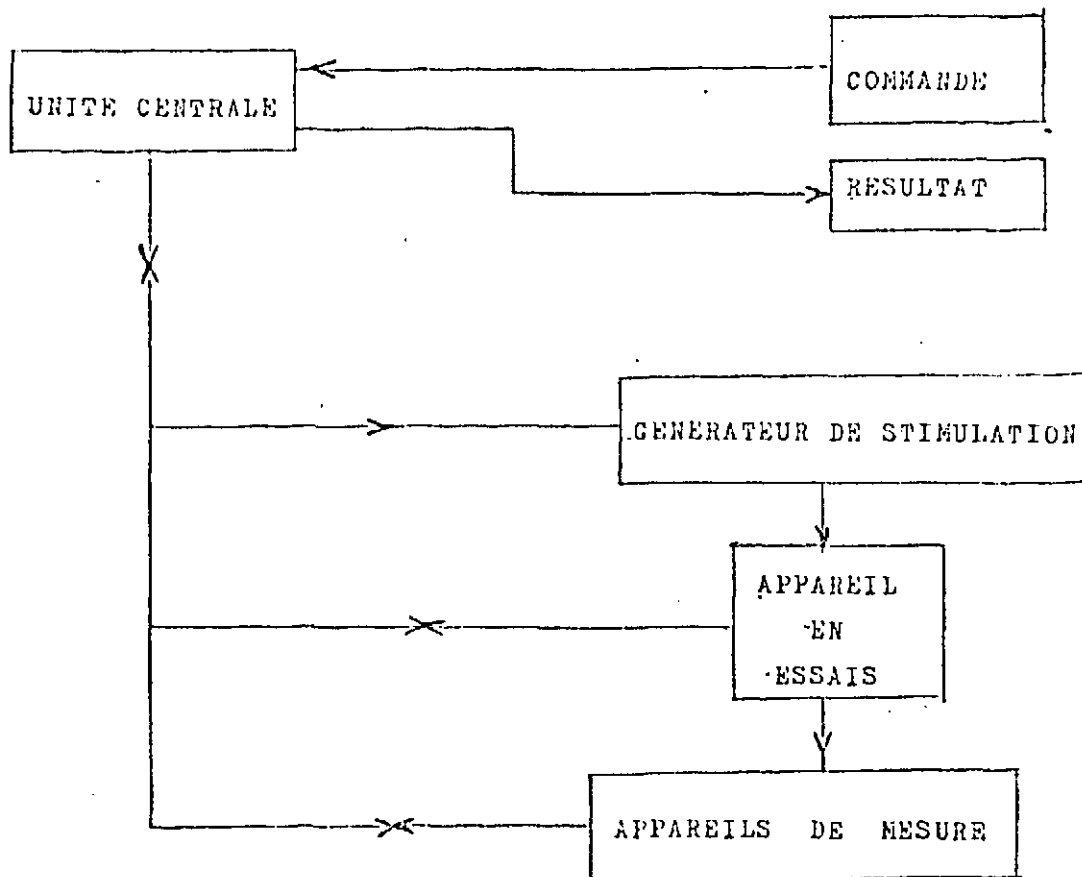 COMMANDE
UNITE CENTRALE
RESULTAT
GENERATEUR DE STIMULATION
APPAREIL
EN
ESSAIS
APPAREILS DE MESURE